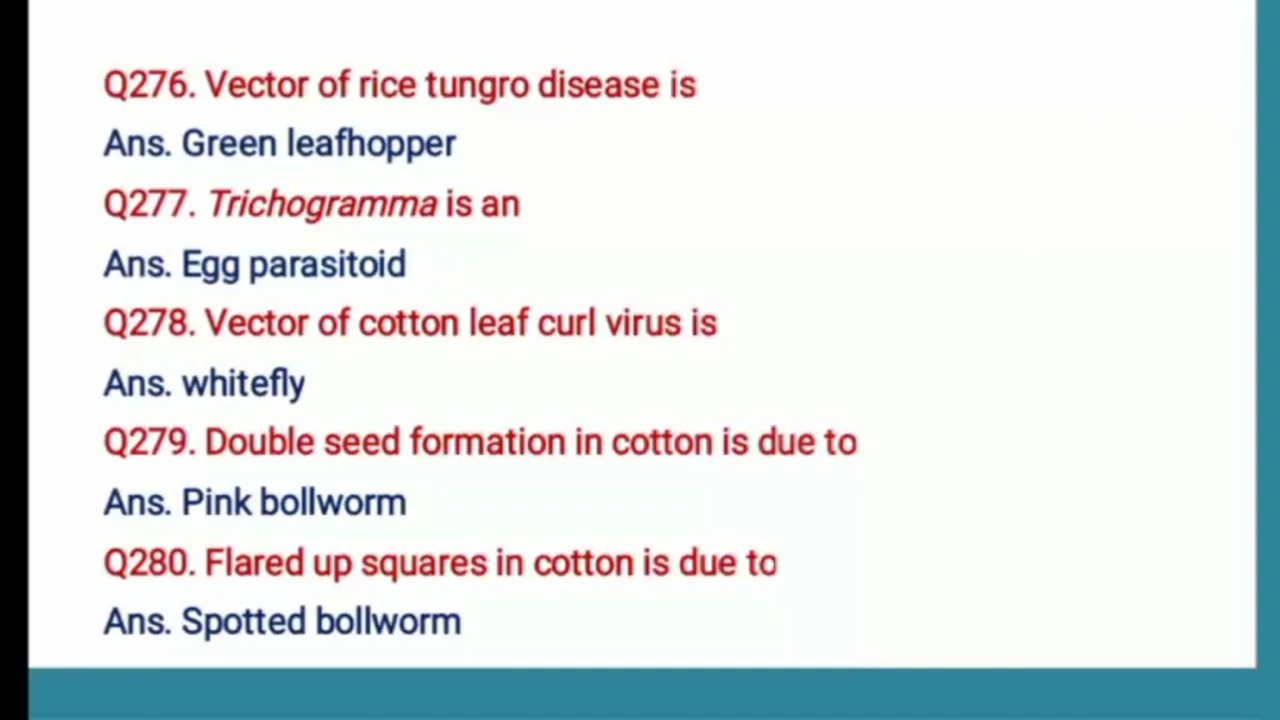 Q276. Vector of rice tungro disease is
Ans. Green leafhopper
Q277. Trichogramma is an
Ans. Egg parasitoid
Q278. Vector of cotton leaf curl virus is
Ans. whitefly
Q279. Double seed formation in cotton is due to
Ans. Pink bollworm
Q280. Flared up squares in cotton is due to
Ans. Spotted bollworm